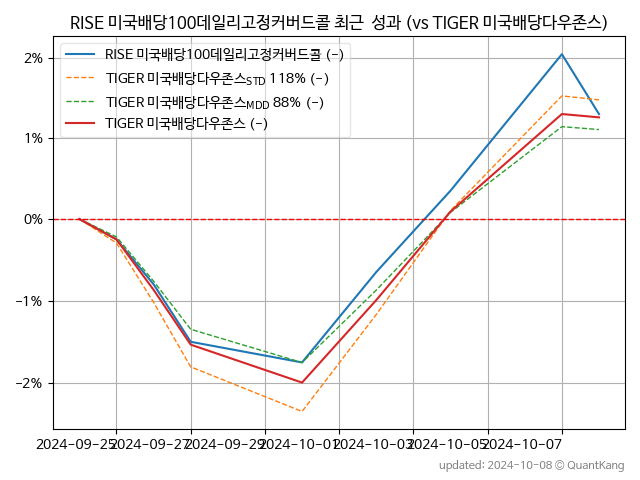 RISE 미국배당100데일리고정커버드콜 최근 성과 (vs TIGER 미국배당다우존스)
RISE 미국배당100데일리고정커버드콜 (-)
TIGER 미국배당다우존스STD 118% (-)
TIGER 미국배당다우존스MDD 88% (-)
TIGER 미국배당다우존스 (-)
2%
1%
0%
-1%
-2%
2024-09-25
2024-09-27
2024-09-29
2024-10-01
2024-10-03
2024-10-05
2024-10-07
updated: 2024-10-08 © QuantKang